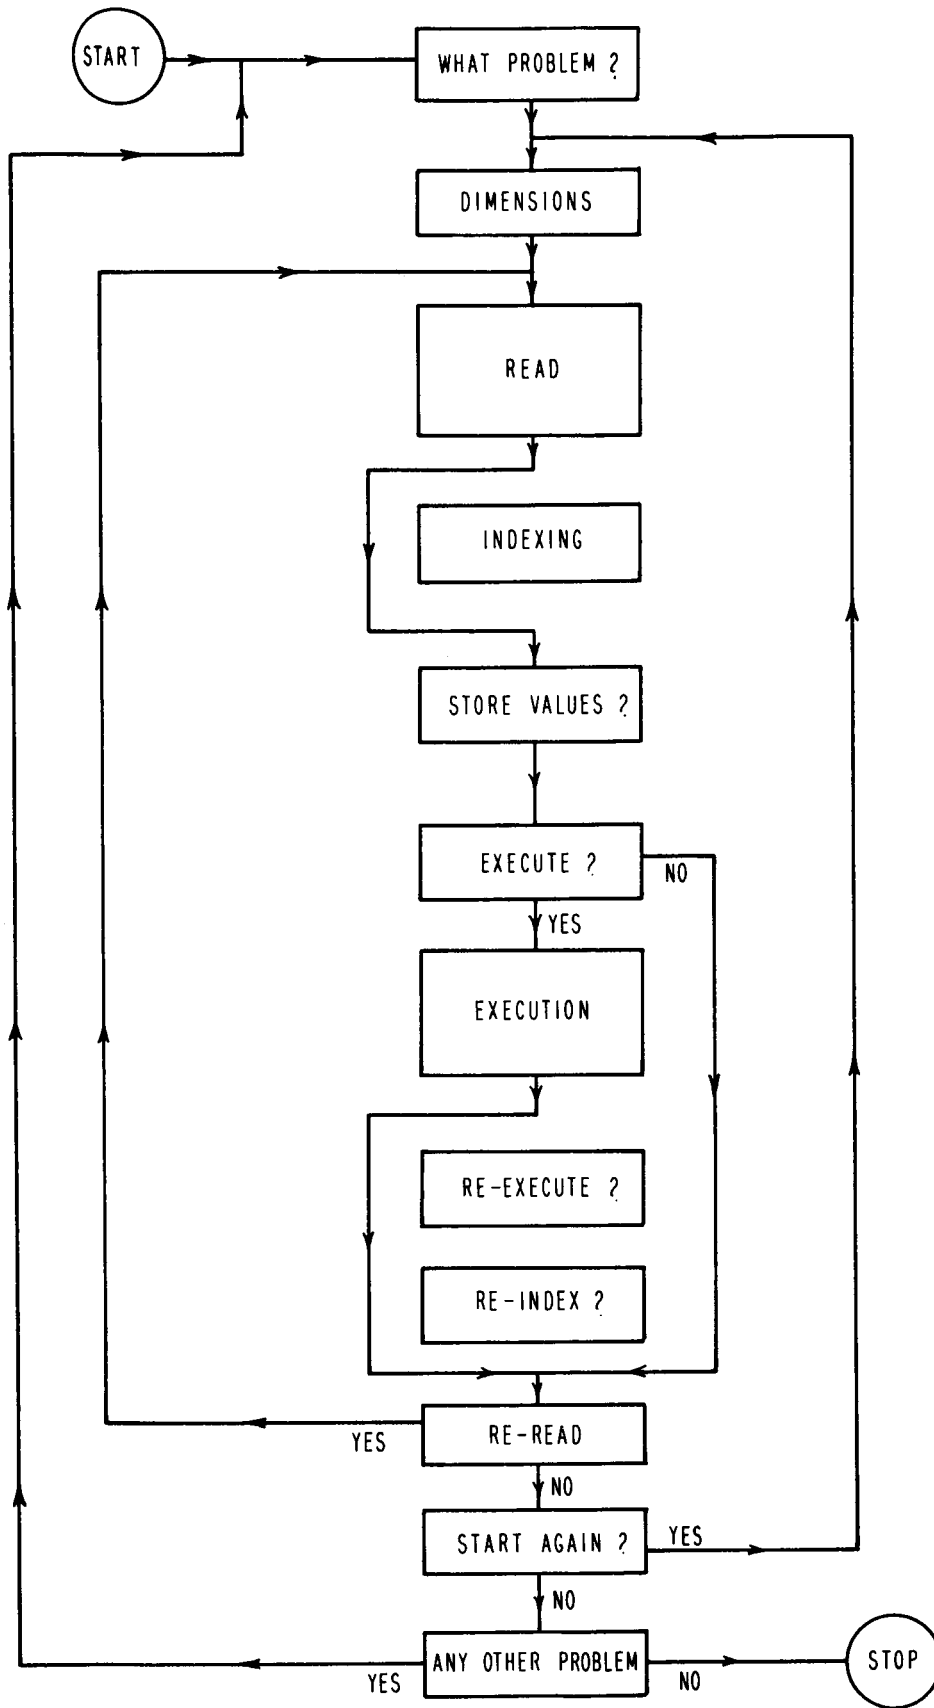 START
WHAT PROBLEM ?
DIMENSIONS
READ
INDEXING
STORE VALUES ?
EXECUTE ?
NO
YES
EXECUTION
RE-EXECUTE ?
RE-INDEX ?
RE-READ
YES
NO
START AGAIN ?
YES
NO
ANY OTHER PROBLEM
YES
NO
STOP